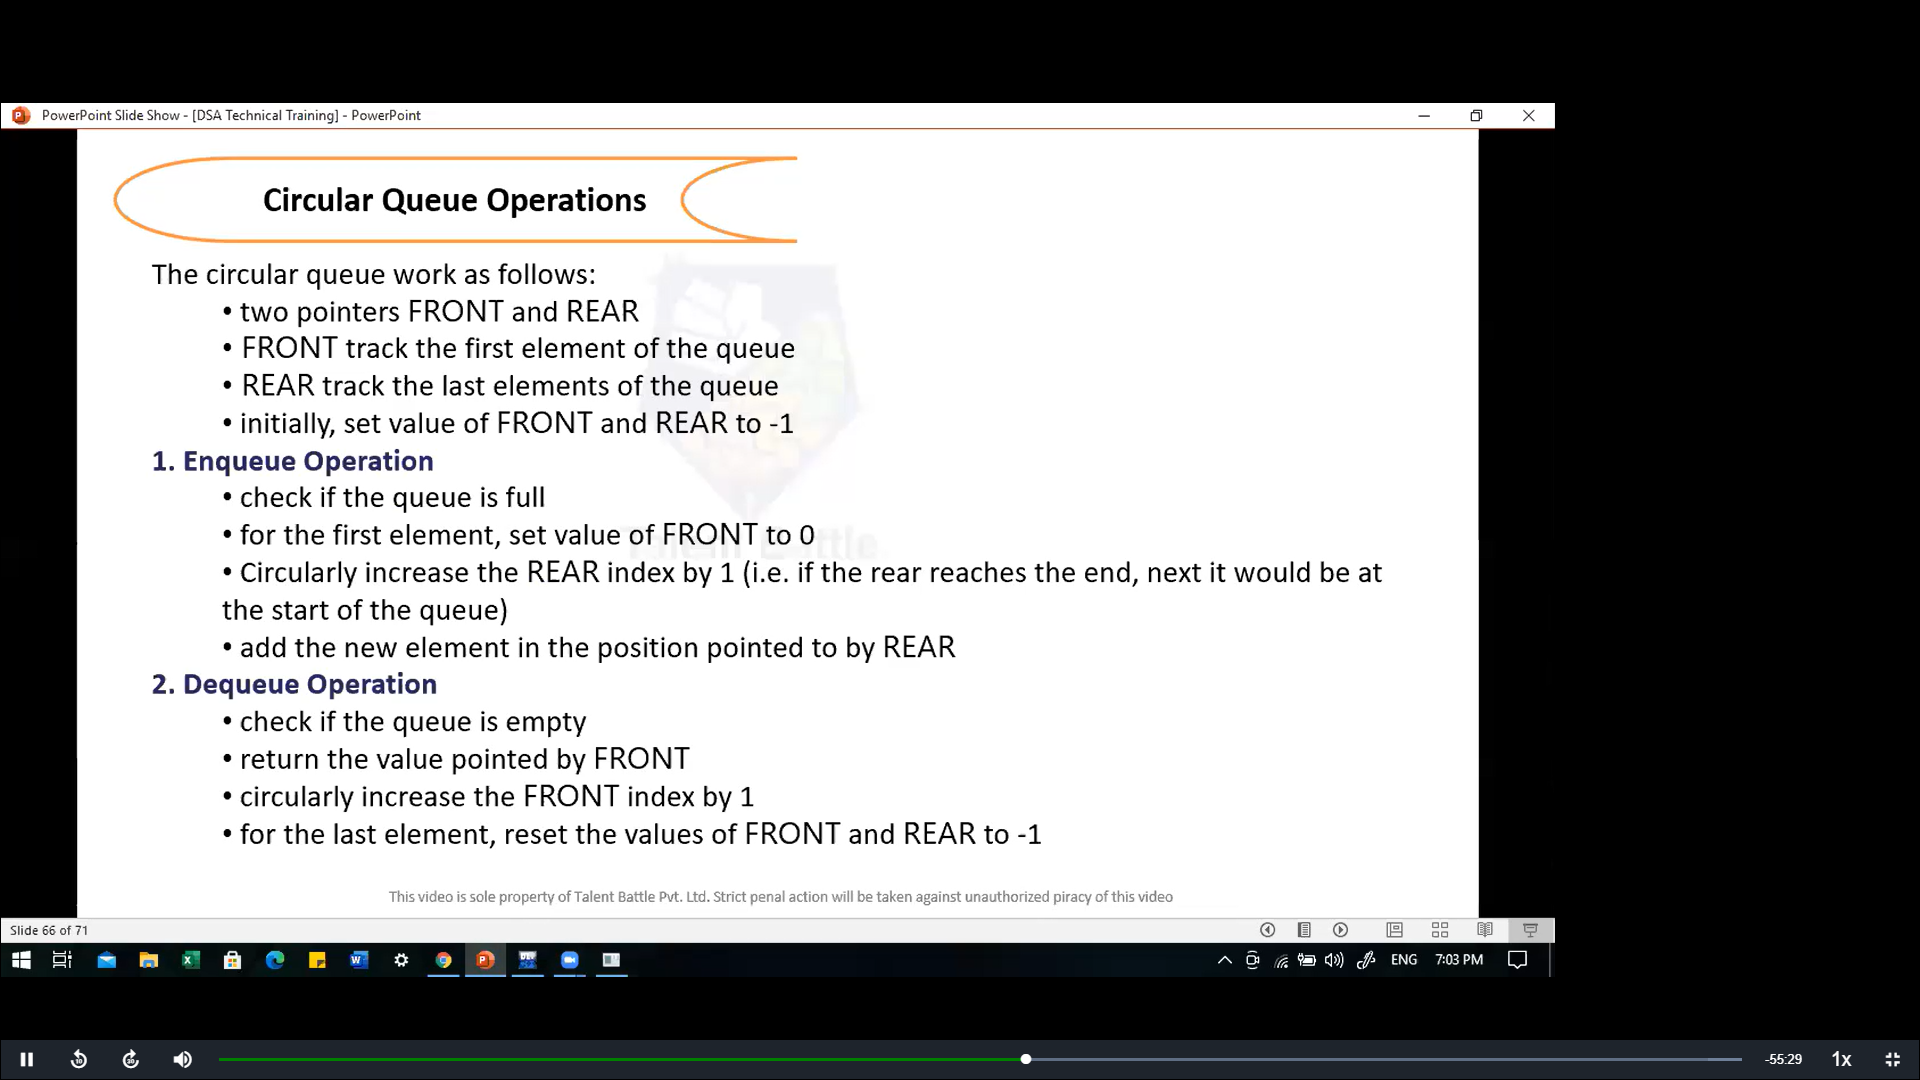 PowerPoint Slide Show - [DSA Technical Training] - PowerPoint
Circular Queue Operations
The circular queue work as follows:
• two pointers FRONT and REAR
• FRONT track the first element of the queue
• REAR track the last elements of the queue
• initially, set value of FRONT and REAR to -1
1. Enqueue Operation
• check if the queue is full
• for the first element, set value of FRONT to 0
• Circularly increase the REAR index by 1 (i.e. if the rear reaches the end, next it would be at
the start of the queue)
• add the new element in the position pointed to by REAR
Talent Battle
2. Dequeue Operation
• check if the queue is empty
• return the value pointed by FRONT
• circularly increase the FRONT index by 1
• for the last element, reset the values of FRONT and REAR to -1
This video is sole property of Talent Battle Pvt. Ltd. Strict penal action will be taken against unauthorized piracy of this video
Slide 66 of 71
ENG 7:03 PM
-55:29 1x